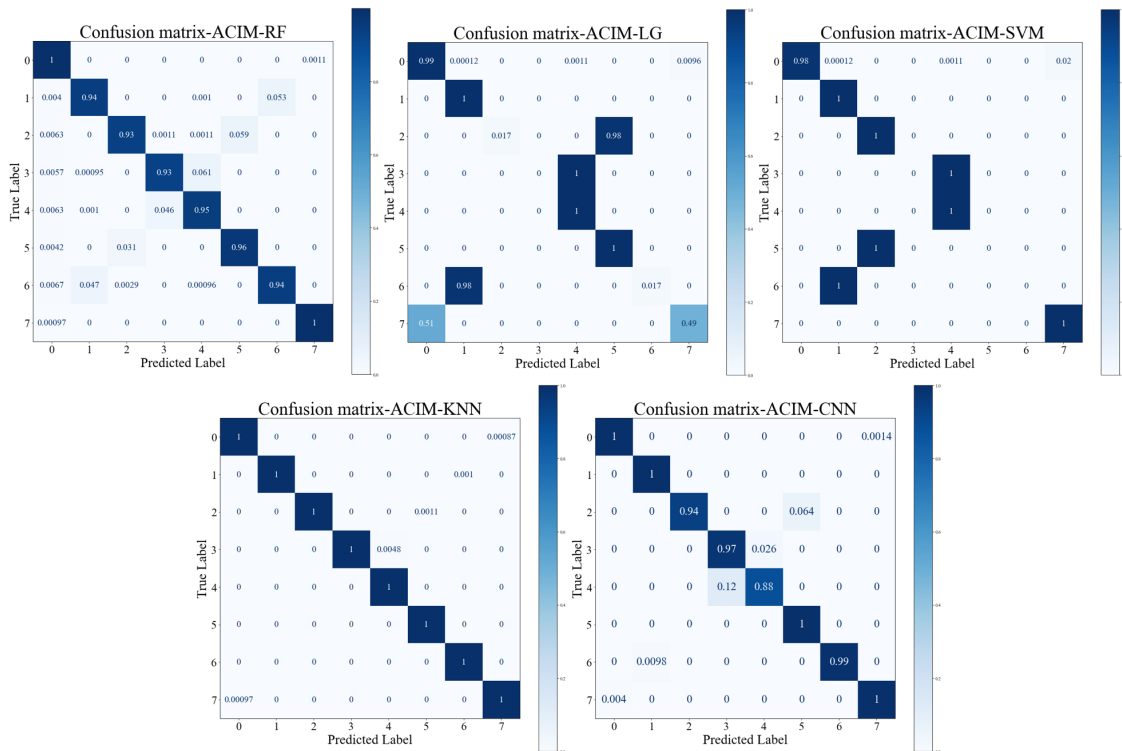 Confusion matrix-ACIM-RF
0 1 0 0 0 0 0 0 0.0011
1 0.004 0.94 0 0 0.001 0 0.053 0
2 0.0063 0 0.93 0.0011 0.0011 0.059 0 0
3 0.0057 0.00095 0 0.93 0.061 0 0 0
4 0.0063 0.001 0 0.046 0.95 0 0 0
5 0.0042 0 0.031 0 0 0.96 0 0
6 0.0067 0.047 0.0029 0 0.00096 0 0.94 0
7 0.00097 0 0 0 0 0 0 1
0 1 2 3 4 5 6 7
True Label
Predicted Label
Confusion matrix-ACIM-LG
0 0.99 0.00012 0 0 0.0011 0 0 0.0096
1 0 1 0 0 0 0 0 0
2 0 0 0.017 0 0 0.98 0 0
3 0 0 0 0 1 0 0 0
4 0 0 0 0 1 0 0 0
5 0 0 0 0 0 1 0 0
6 0 0.98 0 0 0 0 0.017 0
7 0.51 0 0 0 0 0 0 0.49
0 1 2 3 4 5 6 7
True Label
Predicted Label
Confusion matrix-ACIM-SVM
0 0.98 0.00012 0 0 0.0011 0 0 0.02
1 0 1 0 0 0 0 0 0
2 0 0 1 0 0 0 0 0
3 0 0 0 0 1 0 0 0
4 0 0 0 0 1 0 0 0
5 0 0 1 0 0 0 0 0
6 0 1 0 0 0 0 0 0
7 0 0 0 0 0 0 0 1
0 1 2 3 4 5 6 7
True Label
Predicted Label
Confusion matrix-ACIM-KNN
0 1 0 0 0 0 0 0 0.00087
1 0 1 0 0 0 0 0.001 0
2 0 0 1 0 0 0.0011 0 0
3 0 0 0 1 0.0048 0 0 0
4 0 0 0 0 1 0 0 0
5 0 0 0 0 0 1 0 0
6 0 0 0 0 0 0 1 0
7 0.00097 0 0 0 0 0 0 1
0 1 2 3 4 5 6 7
True Label
Predicted Label
Confusion matrix-ACIM-CNN
0 1 0 0 0 0 0 0 0.0014
1 0 1 0 0 0 0 0 0
2 0 0 0.94 0 0 0.064 0 0
3 0 0 0 0.97 0.026 0 0 0
4 0 0 0 0.12 0.88 0 0 0
5 0 0 0 0 0 1 0 0
6 0 0.0098 0 0 0 0 0.99 0
7 0.004 0 0 0 0 0 0 1
0 1 2 3 4 5 6 7
True Label
Predicted Label